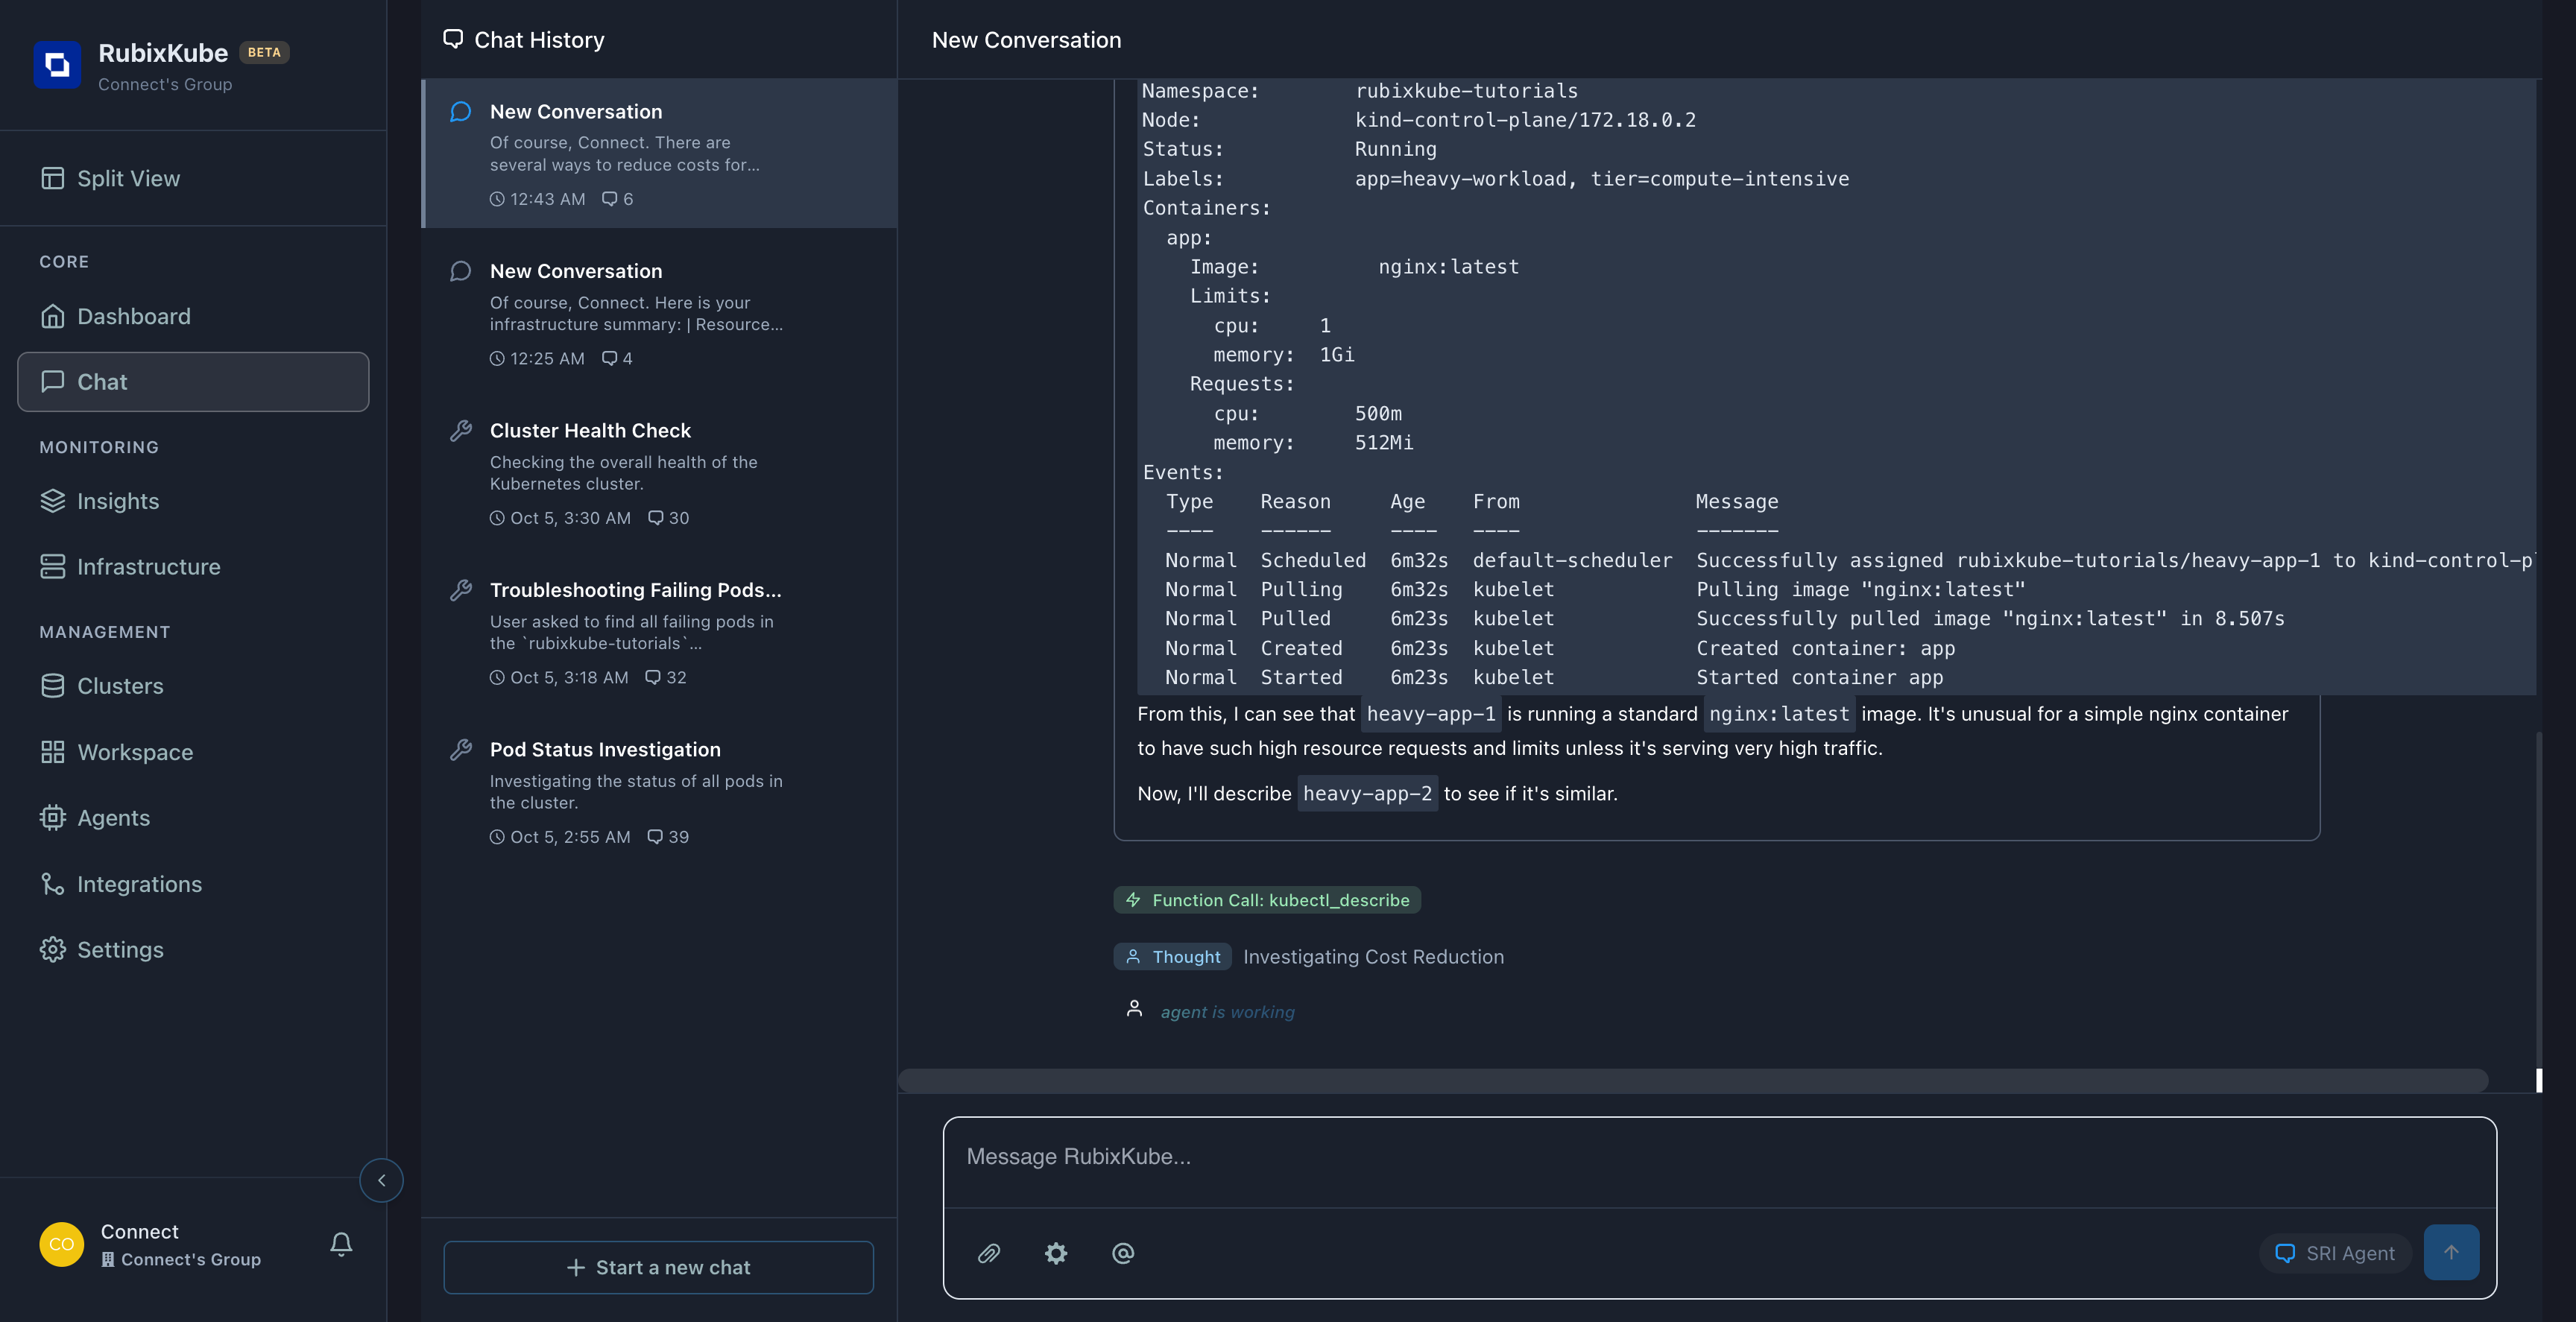 RubixKube BETA
Connect's Group
Split View
CORE
Dashboard
Chat
MONITORING
Insights
Infrastructure
MANAGEMENT
Clusters
Workspace
Agents
Integrations
Settings
CO
Connect
Connect's Group
Chat History
New Conversation
Of course, Connect. There are
several ways to reduce costs for...
12:43 AM 6
New Conversation
Of course, Connect. Here is your
infrastructure summary: | Resource...
12:25 AM 4
Cluster Health Check
Checking the overall health of the
Kubernetes cluster.
Oct 5, 3:30 AM 30
Troubleshooting Failing Pods...
User asked to find all failing pods in
the `rubixkube-tutorials`...
Oct 5, 3:18 AM 32
Pod Status Investigation
Investigating the status of all pods in
the cluster.
Oct 5, 2:55 AM 39
+ Start a new chat
New Conversation
Namespace: rubixkube-tutorials
Node: kind-control-plane/172.18.0.2
Status: Running
Labels: app=heavy-workload, tier=compute-intensive
Containers:
app:
Image: nginx:latest
Limits:
cpu: 1
memory: 1Gi
Requests:
cpu: 500m
memory: 512Mi
Events:
Type Reason Age From Message
---- ------ ---- ---- -------
Normal Scheduled 6m32s default-scheduler Successfully assigned rubixkube-tutorials/heavy-app-1 to kind-control-p
Normal Pulling 6m32s kubelet Pulling image "nginx:latest"
Normal Pulled 6m23s kubelet Successfully pulled image "nginx:latest" in 8.507s
Normal Created 6m23s kubelet Created container: app
Normal Started 6m23s kubelet Started container app
From this, I can see that heavy-app-1 is running a standard nginx:latest image. It's unusual for a simple nginx container
to have such high resource requests and limits unless it's serving very high traffic.
Now, I'll describe heavy-app-2 to see if it's similar.
Function Call: kubectl_describe
Thought Investigating Cost Reduction
agent is working
Message RubixKube...
SRI Agent